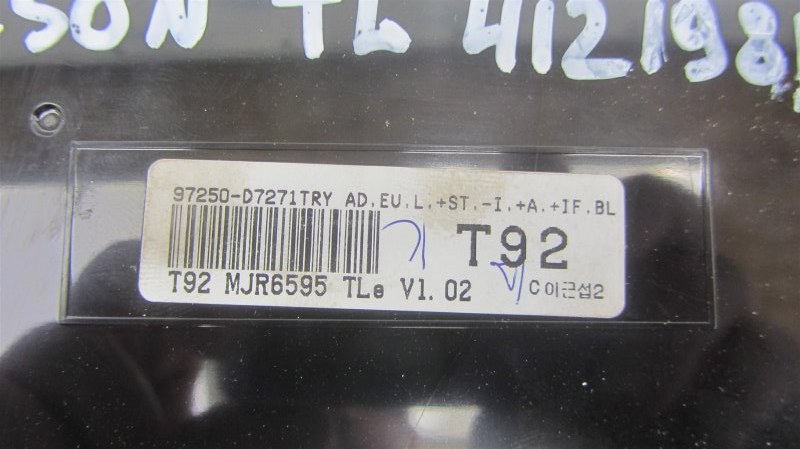 SON TL 412198
97250-D7271TRY AD.EU.L.+ST.-I.+A.+IF.BL
T92
T92 MJR6595 TLe V1.02
C이근섭2